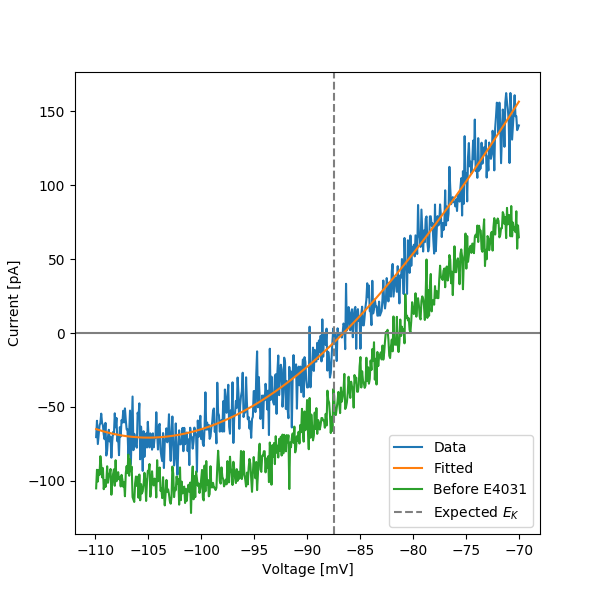 Current [pA]
150
100
50
0
−50
−100
−110
−105
−100
−95
−90
−85
−80
−75
−70
Voltage [mV]
Data
Fitted
Before E4031
Expected E_K